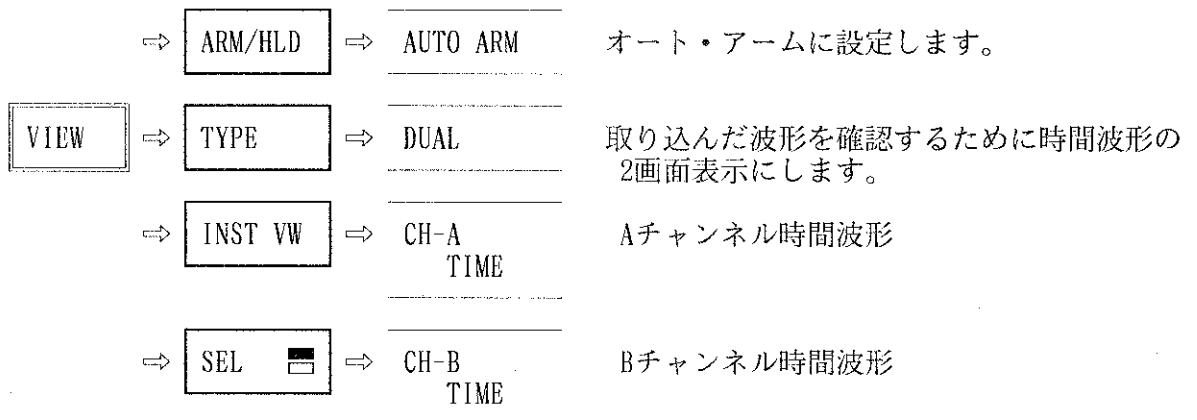 ⇨ ARM/HLD ⇨ AUTO ARM オート・アームに設定します。
VIEW ⇨ TYPE ⇨ DUAL 取り込んだ波形を確認するために時間波形の
2画面表示にします。
⇨ INST VW ⇨ CH-A Aチャンネル時間波形
TIME
⇨ SEL ⇨ CH-B Bチャンネル時間波形
TIME